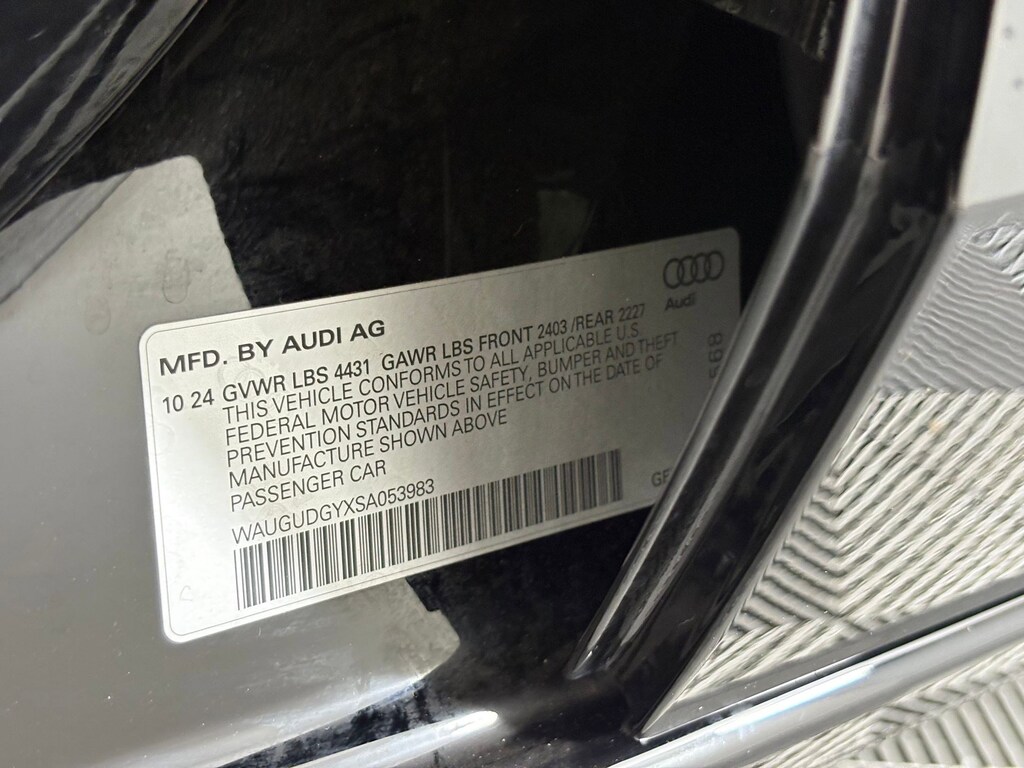 Audi
MFD. BY AUDI AG
10 24 GVWR LBS 4431 GAWR LBS FRONT 2403 /REAR 2227
THIS VEHICLE CONFORMS TO ALL APPLICABLE U.S.
FEDERAL MOTOR VEHICLE SAFETY, BUMPER AND THEFT
PREVENTION STANDARDS IN EFFECT ON THE DATE OF
MANUFACTURE SHOWN ABOVE
PASSENGER CAR
WAUGUDGYXSA053983